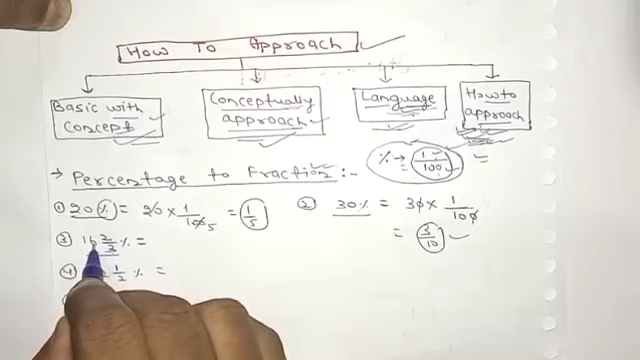 How To Approach
Basic with concept
Conceptually approach
Language
How to approach
→ Percentage to Fraction :-
% → = 1/100 =
① 20% = 20 × 1/100 5 = 1/5
② 30% = 30 × 1/100
= 3/10
③ 16 2/3 % =
④ 1/2 % =